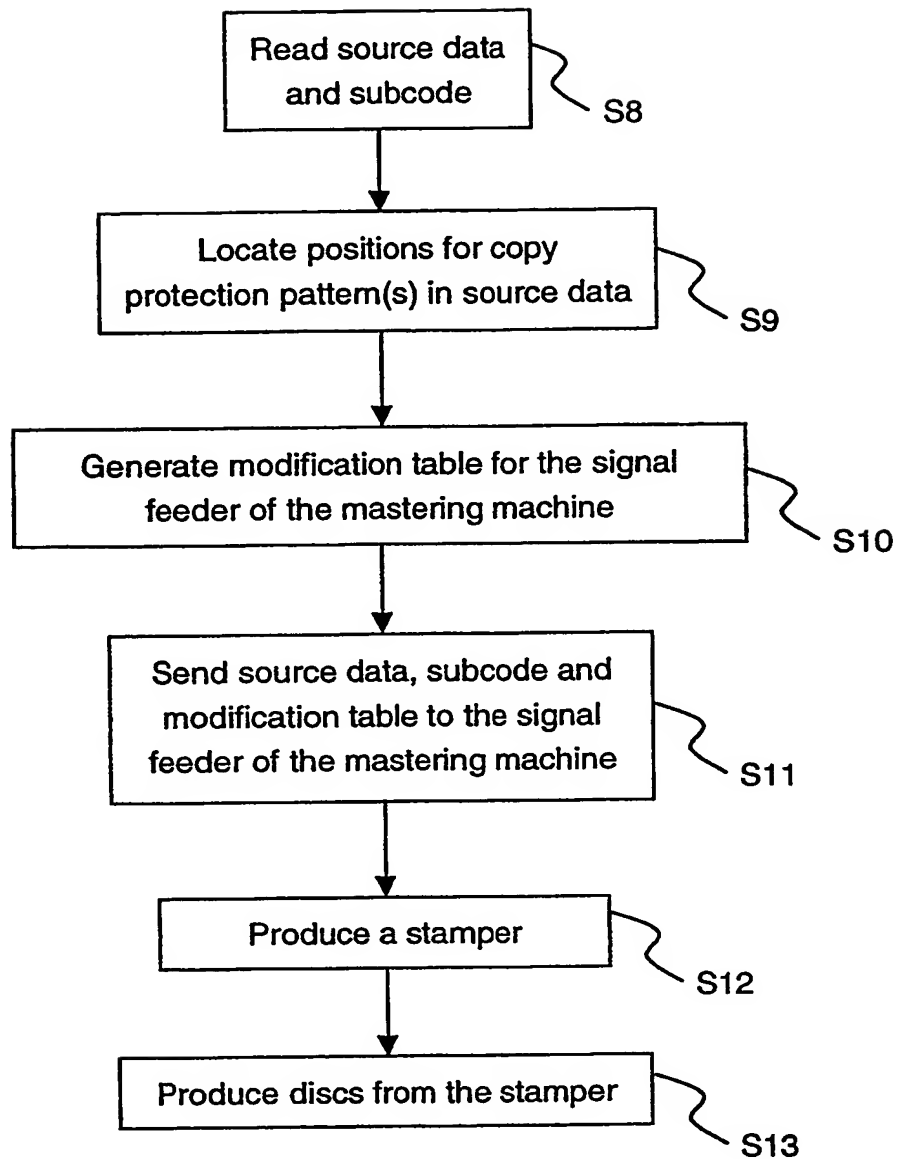 Read source data
and subcode
S8
Locate positions for copy
protection pattern(s) in source data
S9
Generate modification table for the signal
feeder of the mastering machine
S10
Send source data, subcode and
modification table to the signal
feeder of the mastering machine
S11
Produce a stamper
S12
Produce discs from the stamper
S13